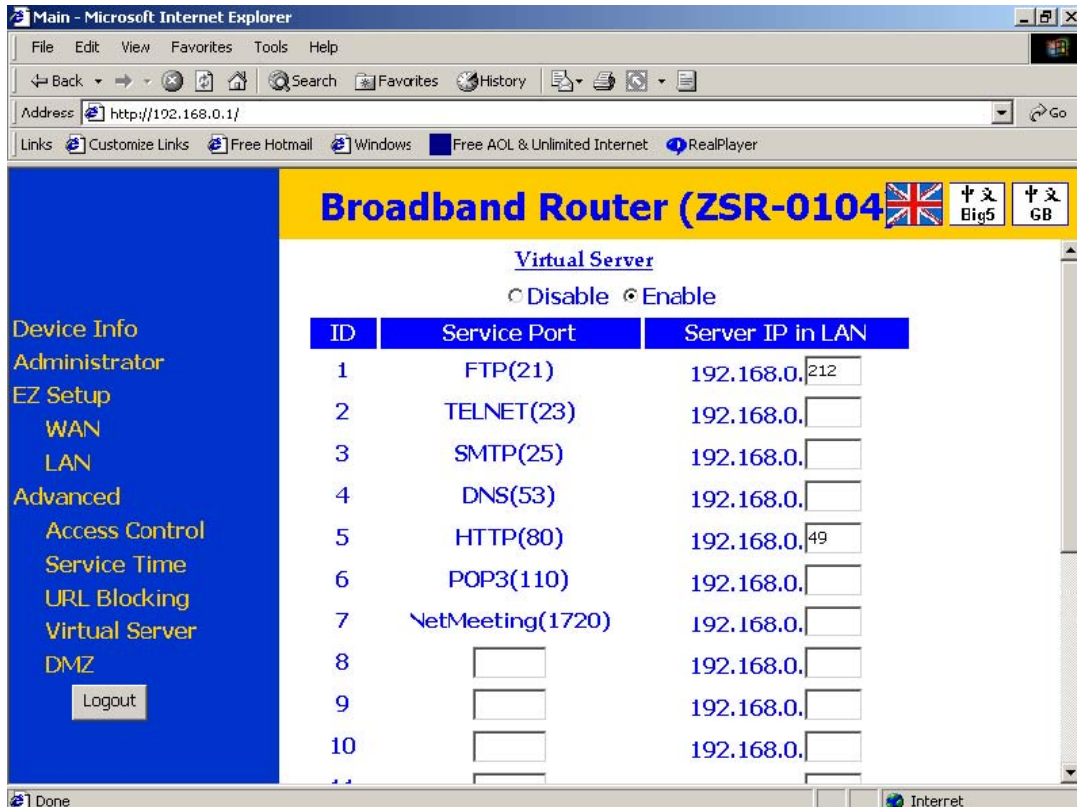 Main - Microsoft Internet Explorer
File Edit View Favorites Tools Help
Back Search Favorites History
Address http://192.168.0.1/ Go
Links Customize Links Free Hotmail Windows Free AOL & Unlimited Internet RealPlayer
Broadband Router (ZSR-0104
中文 Big5
中文 GB
Virtual Server
Disable Enable
Device Info
Administrator
EZ Setup
WAN
LAN
Advanced
Access Control
Service Time
URL Blocking
Virtual Server
DMZ
Logout
ID Service Port Server IP in LAN
1 FTP(21) 192.168.0.212
2 TELNET(23) 192.168.0.
3 SMTP(25) 192.168.0.
4 DNS(53) 192.168.0.
5 HTTP(80) 192.168.0.49
6 POP3(110) 192.168.0.
7 NetMeeting(1720) 192.168.0.
8 192.168.0.
9 192.168.0.
10 192.168.0.
Done Internet